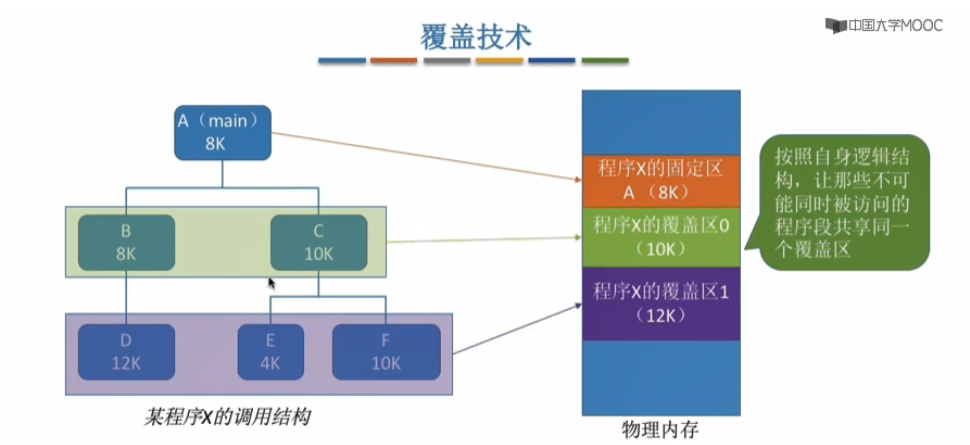 中国大学MOOC
覆盖技术
A（main）
8K
B
8K
C
10K
D
12K
E
4K
F
10K
某程序X的调用结构
程序X的固定区
A （8K）
程序X的覆盖区0
（10K）
程序X的覆盖区1
（12K）
物理内存
按照自身逻辑结
构，让那些不可
能同时被访问的
程序段共享同一
个覆盖区